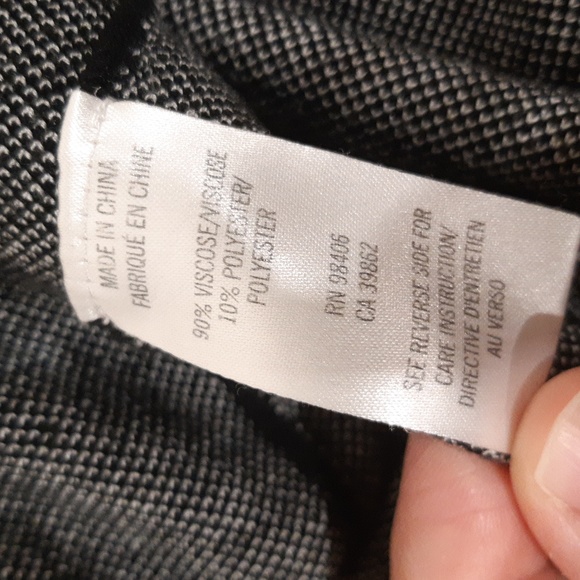 MADE IN CHINA
FABRIQUÉ EN CHINE
90% VISCOSE/VISCOSE
10% POLYESTER/
POLYESTER
RN 98406
CA 39862
SEE REVERSE SIDE FOR
CARE INSTRUCTION/
DIRECTIVE D'ENTRETIEN
AU VERSO